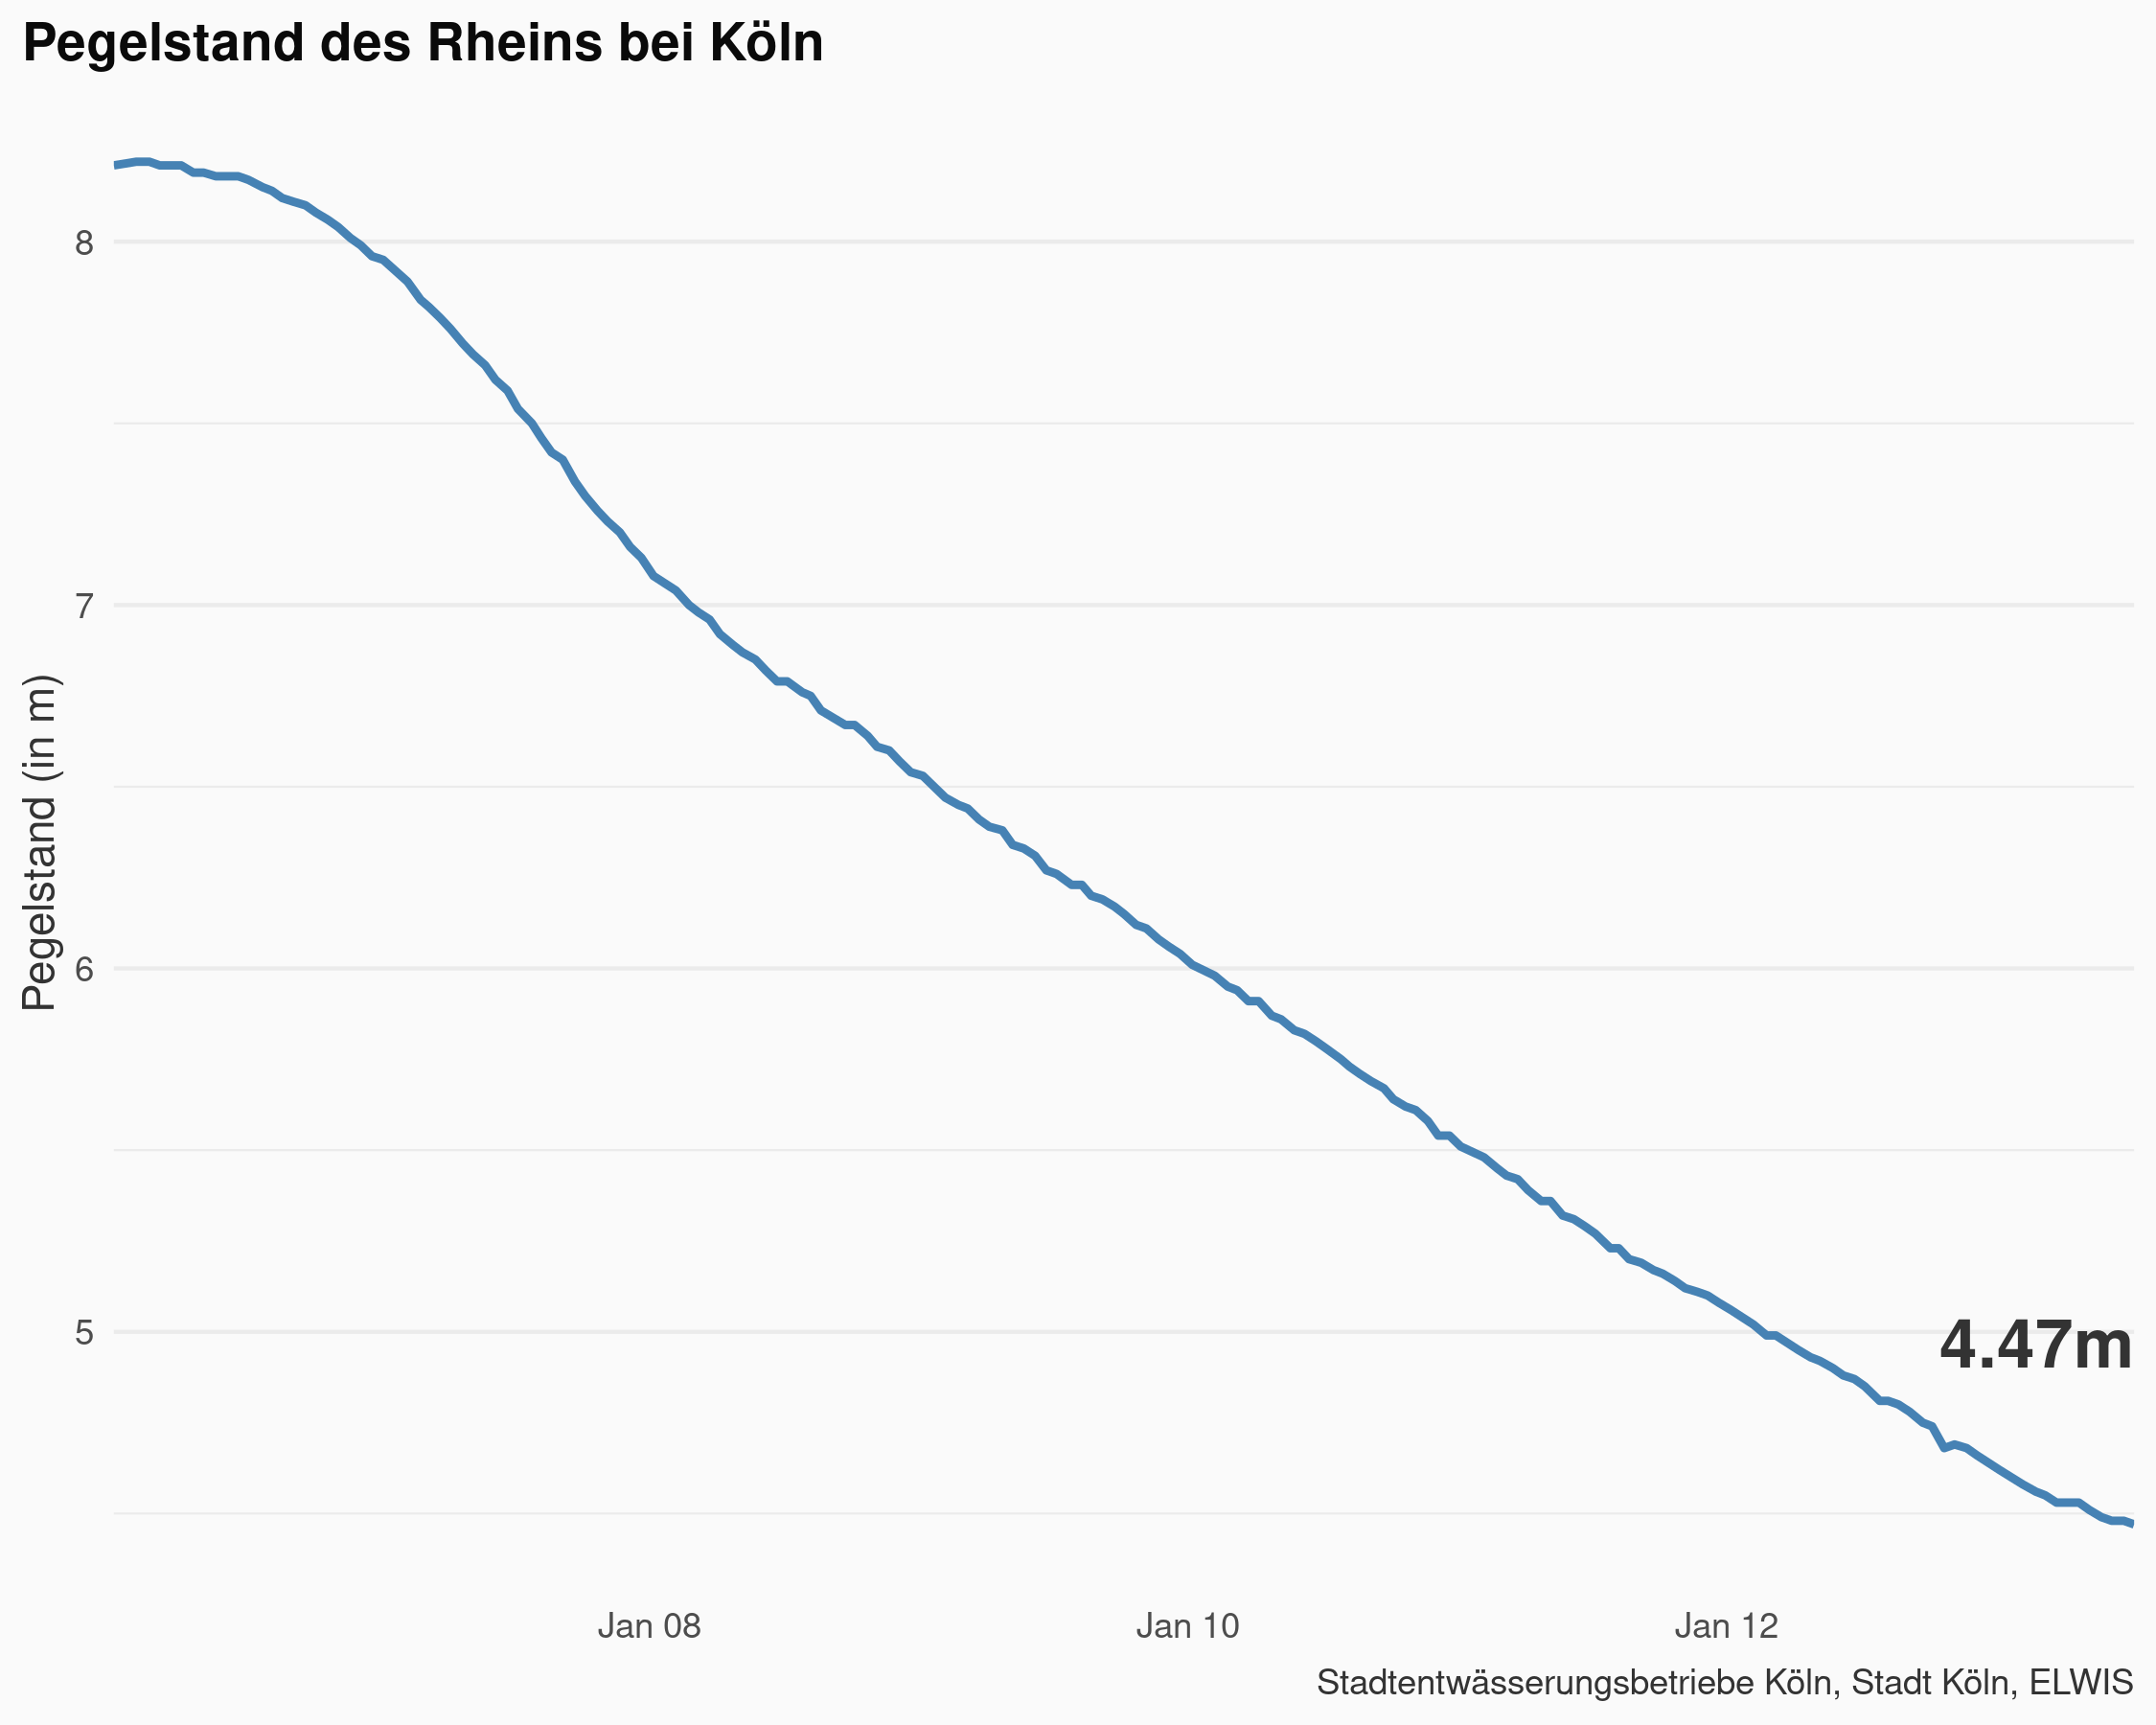 Pegelstand des Rheins bei Köln
Pegelstand (in m)
8
7
6
5
4.47m
Jan 08
Jan 10
Jan 12
Stadtentwässerungsbetriebe Köln, Stadt Köln, ELWIS